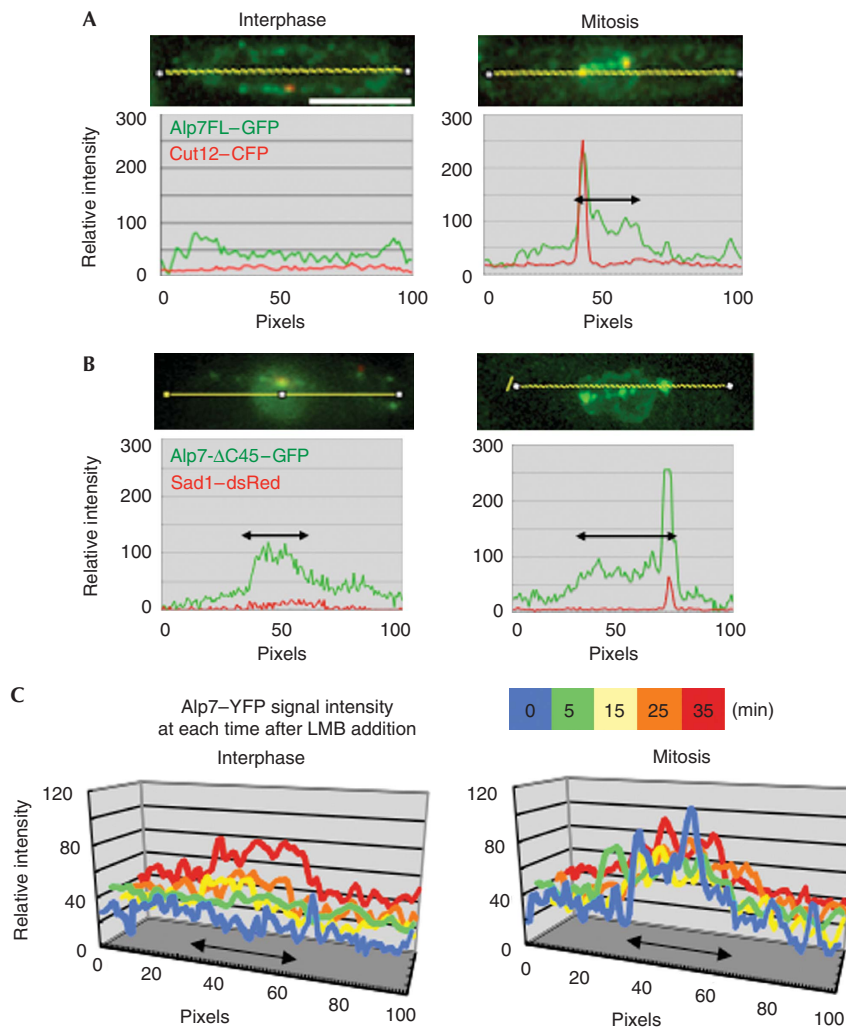 A
Interphase
Mitosis
Relative intensity
300
200
100
0
Alp7FL–GFP
Cut12–CFP
0 50 100
Pixels
300
200
100
0
0 50 100
Pixels
B
Relative intensity
300
200
100
0
Alp7-ΔC45–GFP
Sad1–dsRed
0 50 100
Pixels
300
200
100
0
0 50 100
Pixels
C
Alp7–YFP signal intensity
at each time after LMB addition
0 5 15 25 35 (min)
Interphase
Mitosis
Relative intensity
120
80
40
0
0 20 40 60 80 100
Pixels
120
80
40
0
0 20 40 60 80 100
Pixels